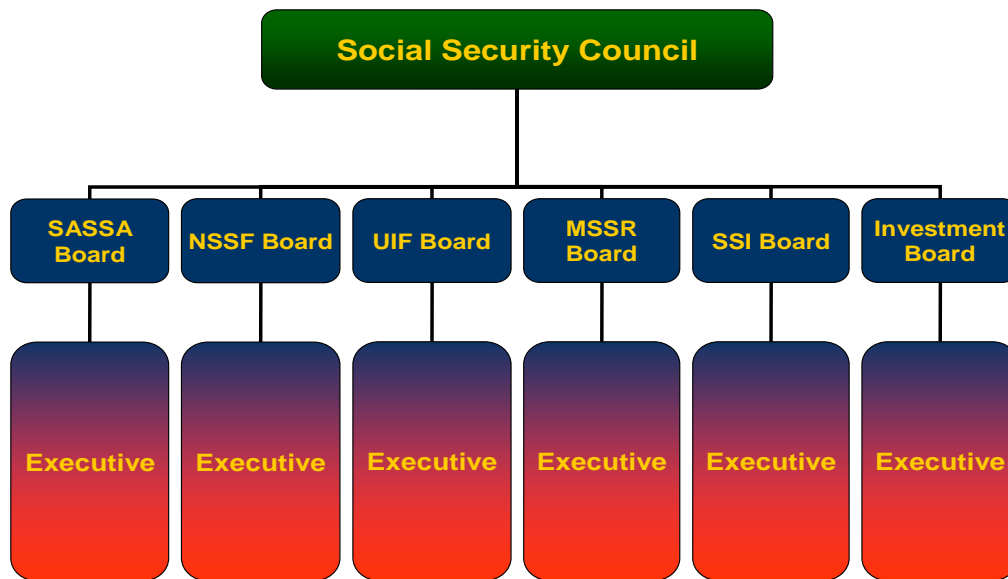 Social Security Council
SASSA
Board
NSSF Board
UIF Board
MSSR
Board
SSI Board
Investment
Board
Executive
Executive
Executive
Executive
Executive
Executive